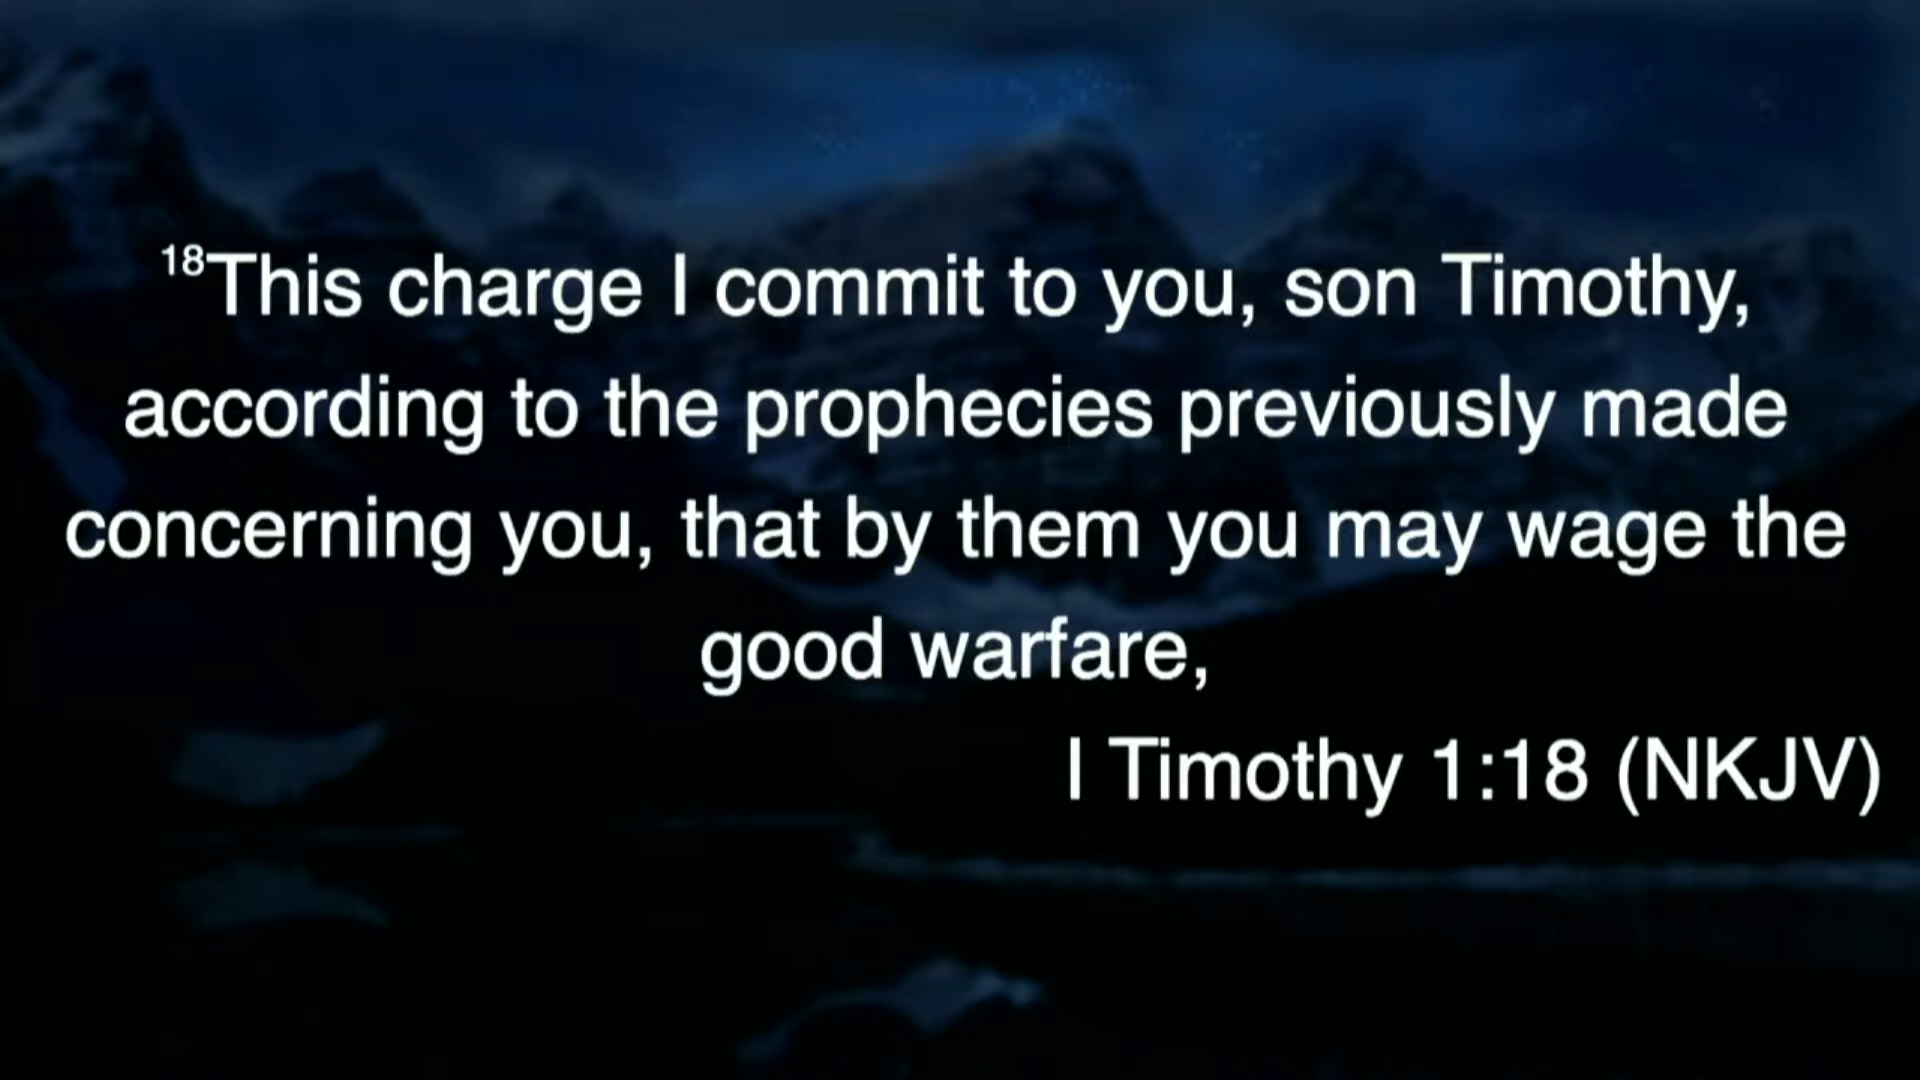 18This charge I commit to you, son Timothy,
according to the prophecies previously made
concerning you, that by them you may wage the
good warfare,
I Timothy 1:18 (NKJV)